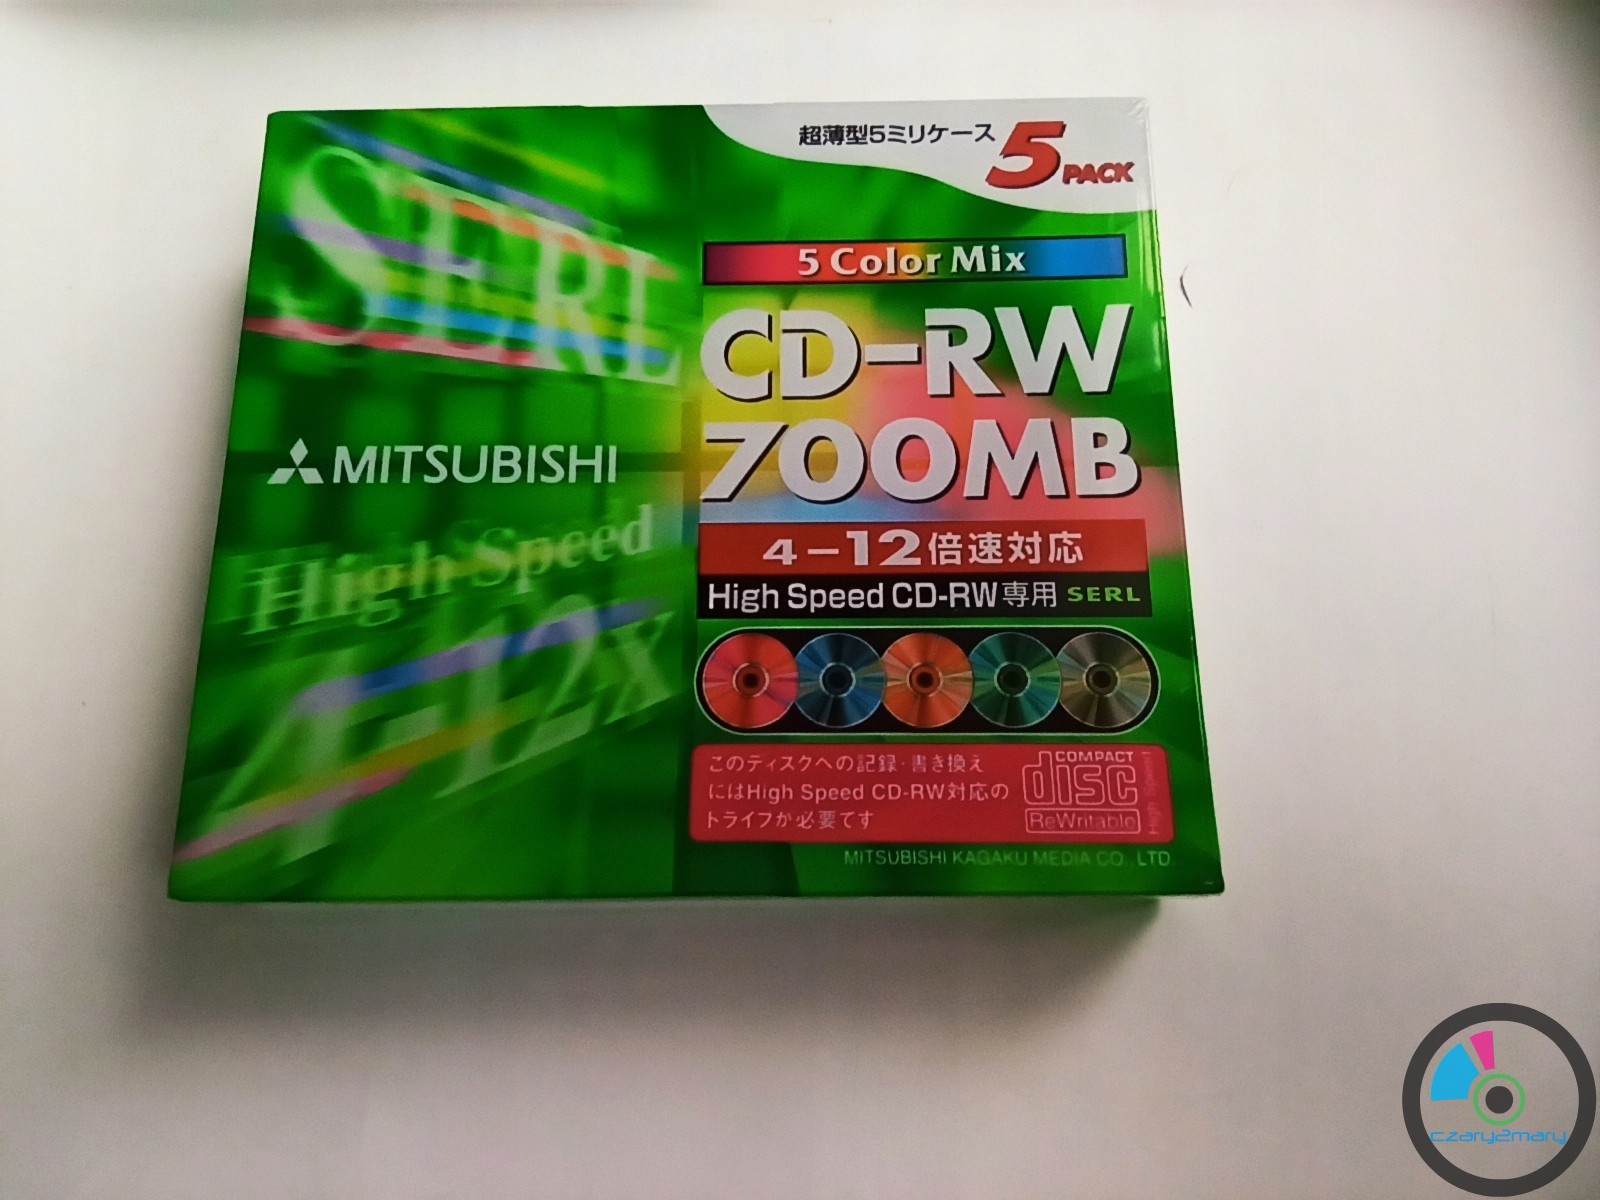 超薄型5ミリケース
5 PACK
SERL
5 Color Mix
CD-RW
700MB
MITSUBISHI
High Speed
4-12x
4-12倍速対応
High Speed CD-RW専用 SERL
このディスクへの記録・書き換え
にはHigh Speed CD-RW対応の
ドライブが必要です
COMPACT
disc
ReWritable
High Speed
MITSUBISHI KAGAKU MEDIA CO., LTD.
czary2mary